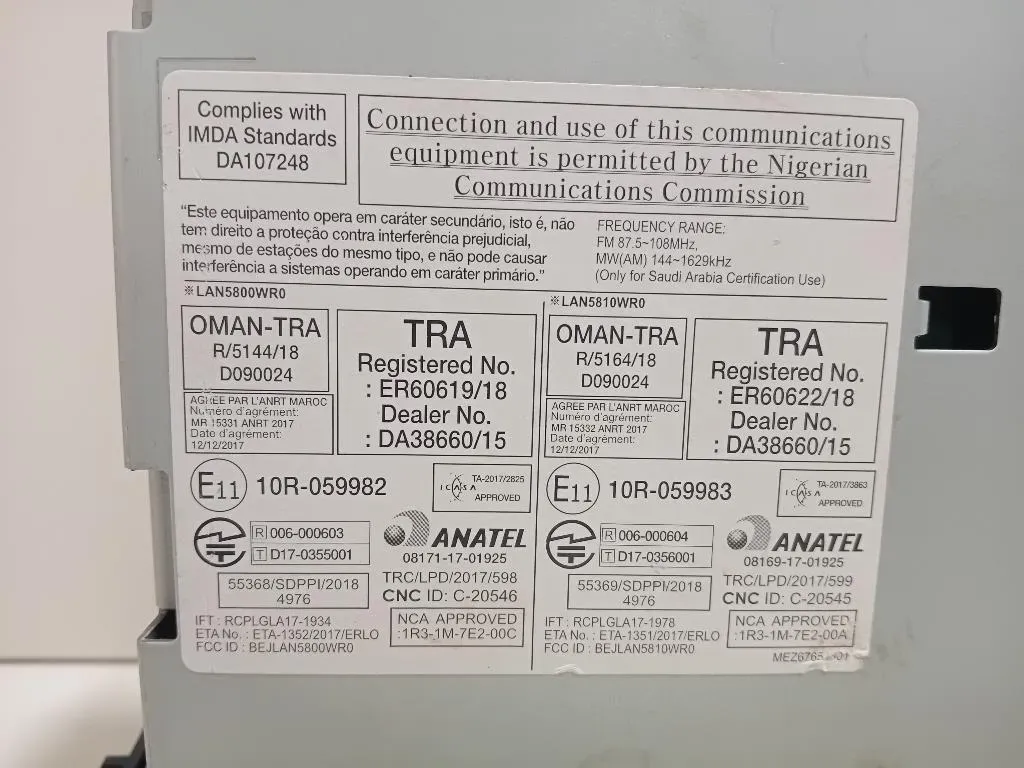 Complies with
IMDA Standards
DA107248
Connection and use of this communications
equipment is permitted by the Nigerian
Communications Commission
"Este equipamento opera em caráter secundário, isto é, não
tem direito a proteção contra interferência prejudicial,
mesmo de estações do mesmo tipo, e não pode causar
interferência a sistemas operando em caráter primário."
FREQUENCY RANGE:
FM 87.5~108MHz,
MW(AM) 144~1629kHz
(Only for Saudi Arabia Certification Use)
※LAN5800WR0
OMAN-TRA
R/5144/18
D090024
TRA
Registered No.
: ER60619/18
Dealer No.
: DA38660/15
AGREE PAR L'ANRT MAROC
Numéro d'agrément:
MR 15331 ANRT 2017
Date d'agrément:
12/12/2017
E11 10R-059982
ICASA
TA-2017/2825
APPROVED
R 006-000603
T D17-0355001
ANATEL
08171-17-01925
55368/SDPPI/2018
4976
TRC/LPD/2017/598
CNC ID: C-20546
IFT : RCPLGLA17-1934
ETA No. : ETA-1352/2017/ERLO
FCC ID : BEJLAN5800WR0
NCA APPROVED
:1R3-1M-7E2-00C
※LAN5810WR0
OMAN-TRA
R/5164/18
D090024
TRA
Registered No.
: ER60622/18
Dealer No.
: DA38660/15
AGREE PAR L'ANRT MAROC
Numéro d'agrément:
MR 15332 ANRT 2017
Date d'agrément:
12/12/2017
E11 10R-059983
ICASA
TA-2017/3863
APPROVED
R 006-000604
T D17-0356001
ANATEL
08169-17-01925
55369/SDPPI/2018
4976
TRC/LPD/2017/599
CNC ID: C-20545
IFT : RCPLGLA17-1978
ETA No. : ETA-1351/2017/ERLO
FCC ID : BEJLAN5810WR0
NCA APPROVED
:1R3-1M-7E2-00A